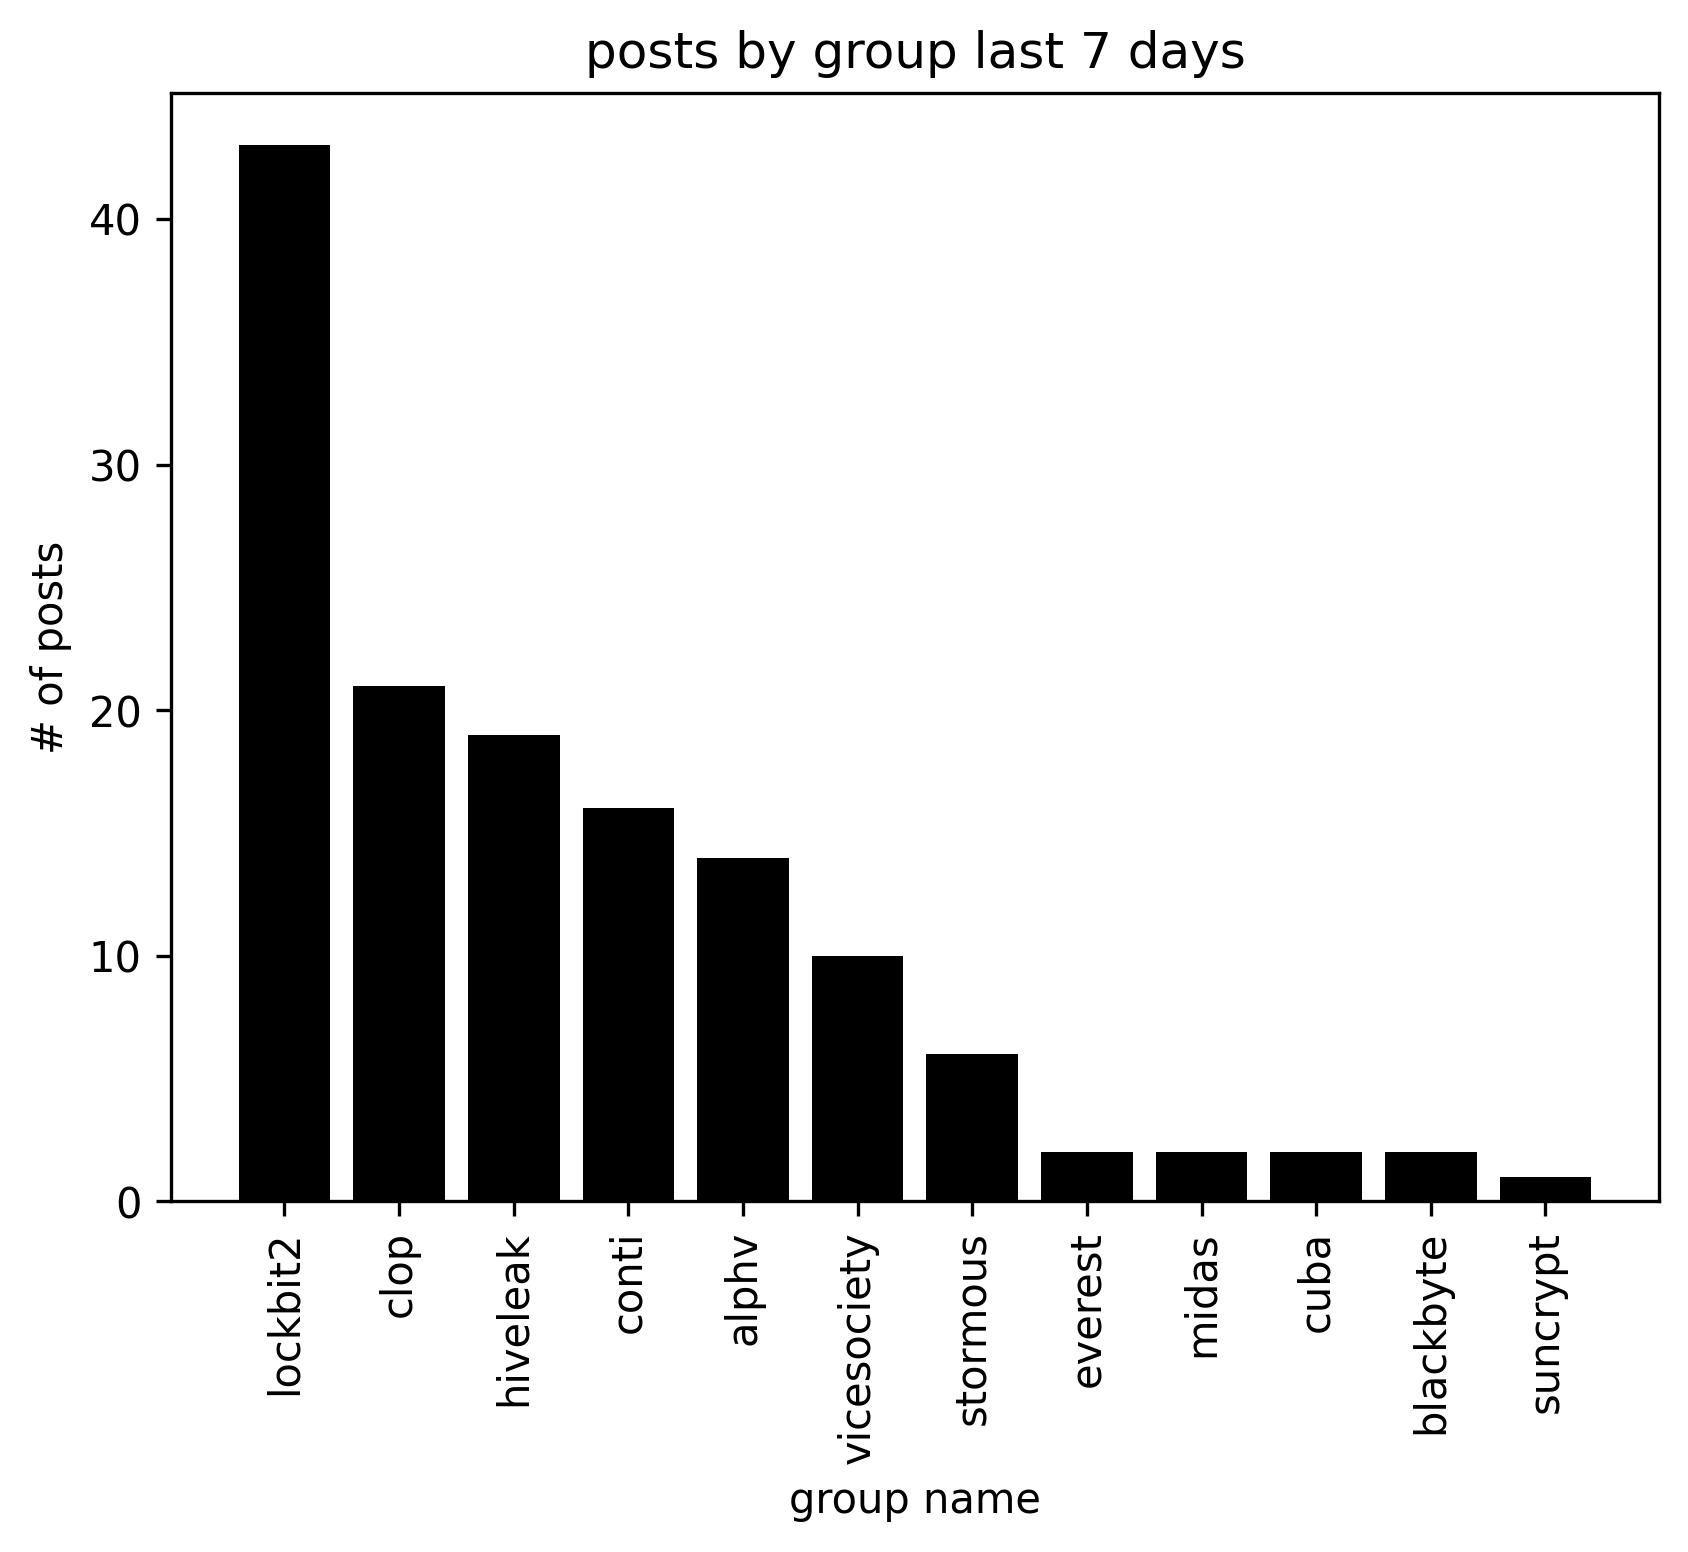 posts by group last 7 days
# of posts
40
30
20
10
0
lockbit2
clop
hiveleak
conti
alphv
vicesociety
stormous
everest
midas
cuba
blackbyte
suncrypt
group name